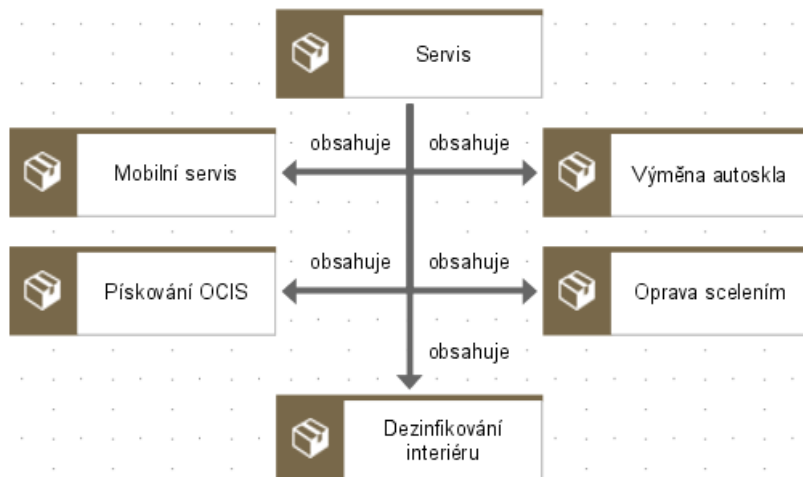 Servis
obsahuje
obsahuje
Mobilní servis
Výměna autoskla
obsahuje
obsahuje
Pískování OCIS
Oprava scelením
obsahuje
Dezinfikování
interiéru